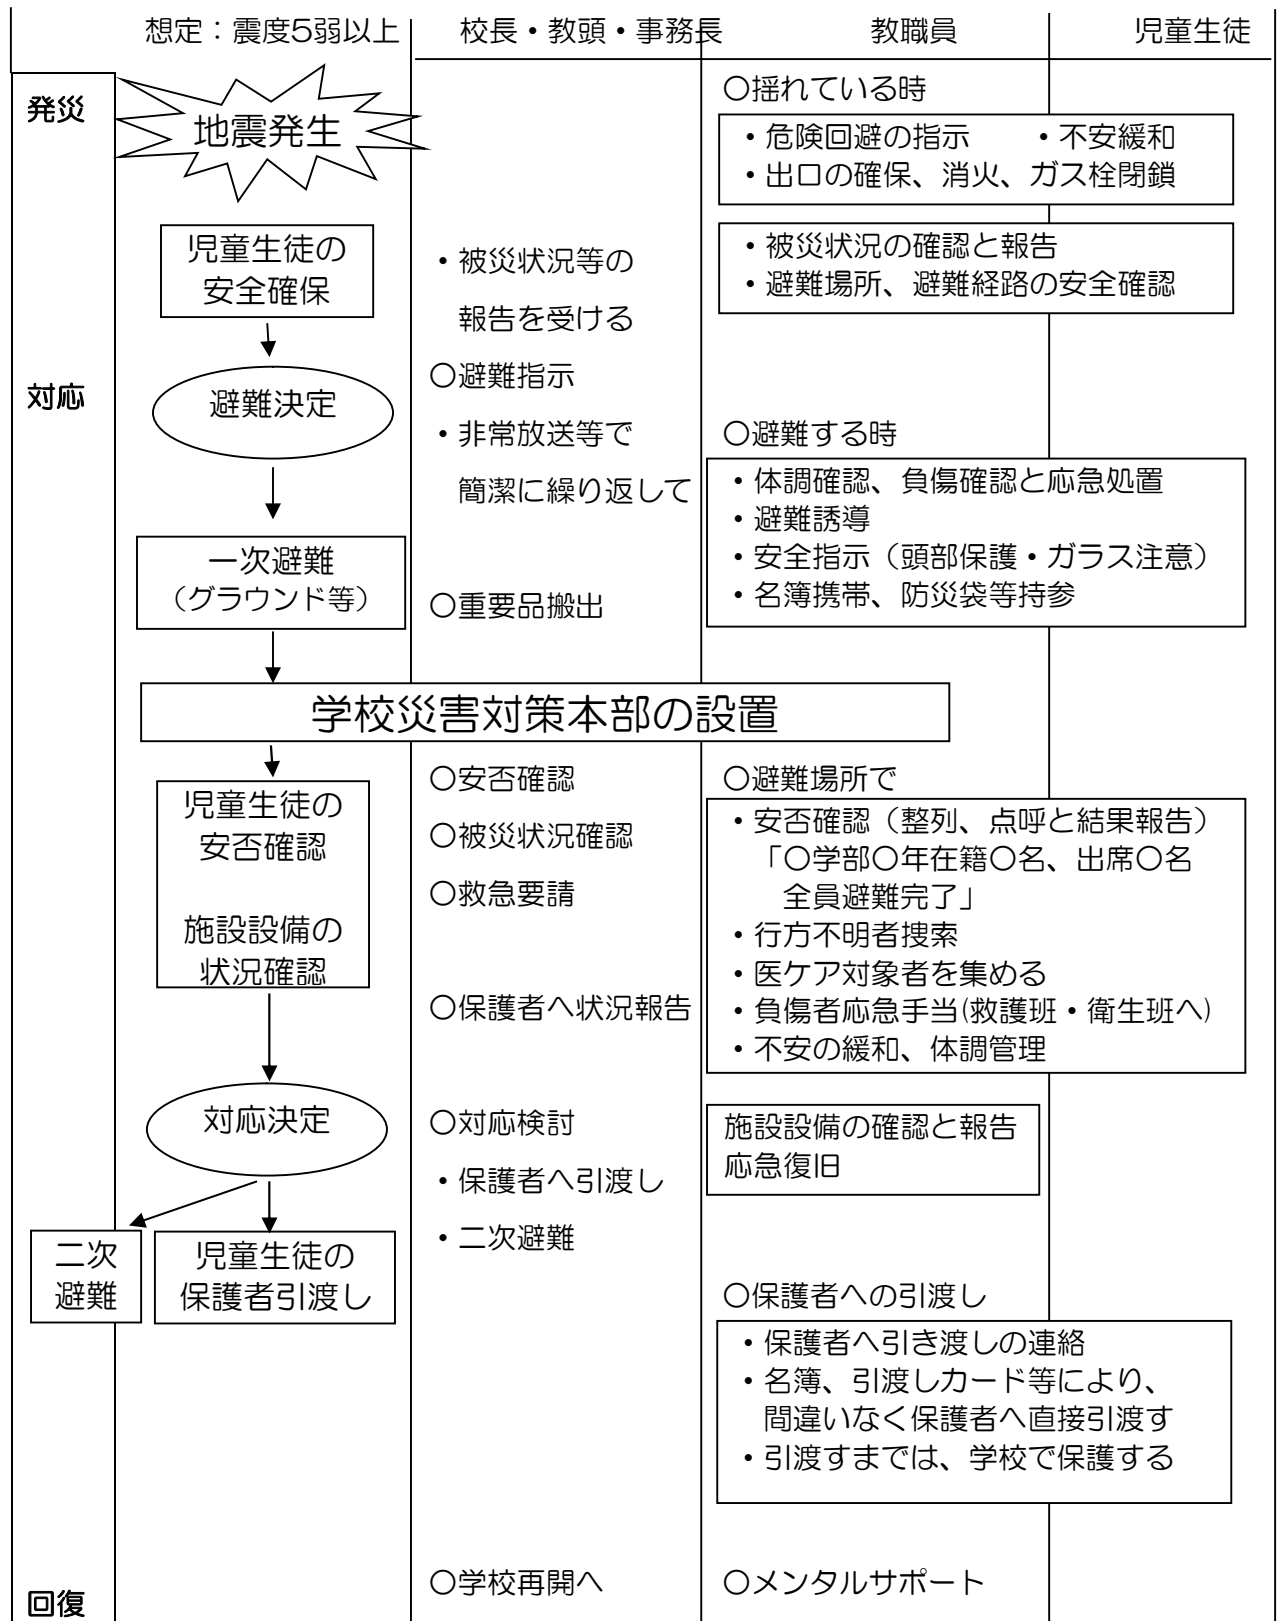 想定：震度5弱以上
校長・教頭・事務長
教職員
児童生徒
発災
地震発生
〇揺れている時
・危険回避の指示　　・不安緩和
・出口の確保、消火、ガス栓閉鎖
児童生徒の
安全確保
・被災状況等の
報告を受ける
・被災状況の確認と報告
・避難場所、避難経路の安全確認
対応
避難決定
〇避難指示
・非常放送等で
簡潔に繰り返して
〇避難する時
・体調確認、負傷確認と応急処置
・避難誘導
・安全指示（頭部保護・ガラス注意）
・名簿携帯、防災袋等持参
一次避難
（グラウンド等）
〇重要品搬出
学校災害対策本部の設置
児童生徒の
安否確認
施設設備の
状況確認
〇安否確認
〇被災状況確認
〇救急要請
〇保護者へ状況報告
〇避難場所で
・安否確認（整列、点呼と結果報告）
「〇学部〇年在籍〇名、出席〇名
全員避難完了」
・行方不明者捜索
・医ケア対象者を集める
・負傷者応急手当(救護班・衛生班へ)
・不安の緩和、体調管理
対応決定
〇対応検討
・保護者へ引渡し
・二次避難
施設設備の確認と報告
応急復旧
二次
避難
児童生徒の
保護者引渡し
〇保護者への引渡し
・保護者へ引き渡しの連絡
・名簿、引渡しカード等により、
間違いなく保護者へ直接引渡す
・引渡すまでは、学校で保護する
回復
〇学校再開へ
〇メンタルサポート